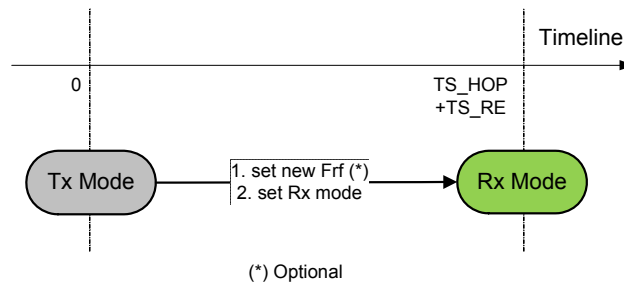 Timeline
0
TS_HOP
+TS_RE
Tx Mode
1. set new Frf (*)
2. set Rx mode
Rx Mode
(*) Optional